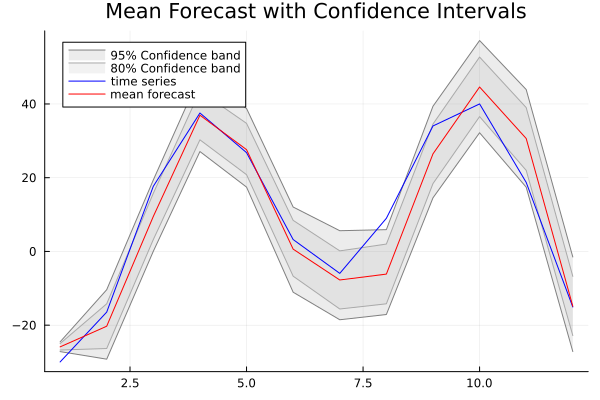 Mean Forecast with Confidence Intervals
95% Confidence band
80% Confidence band
time series
mean forecast
40
20
0
−20
2.5 5.0 7.5 10.0